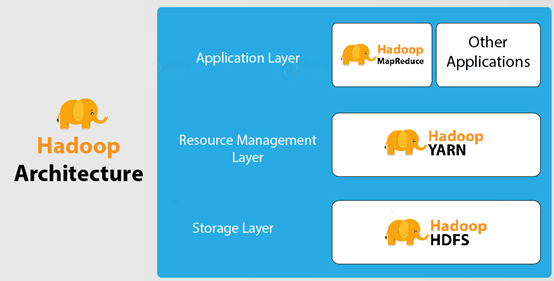 Hadoop
Architecture
Application Layer
Hadoop
MapReduce
Other
Applications
Resource Management
Layer
Hadoop
YARN
Storage Layer
Hadoop
HDFS